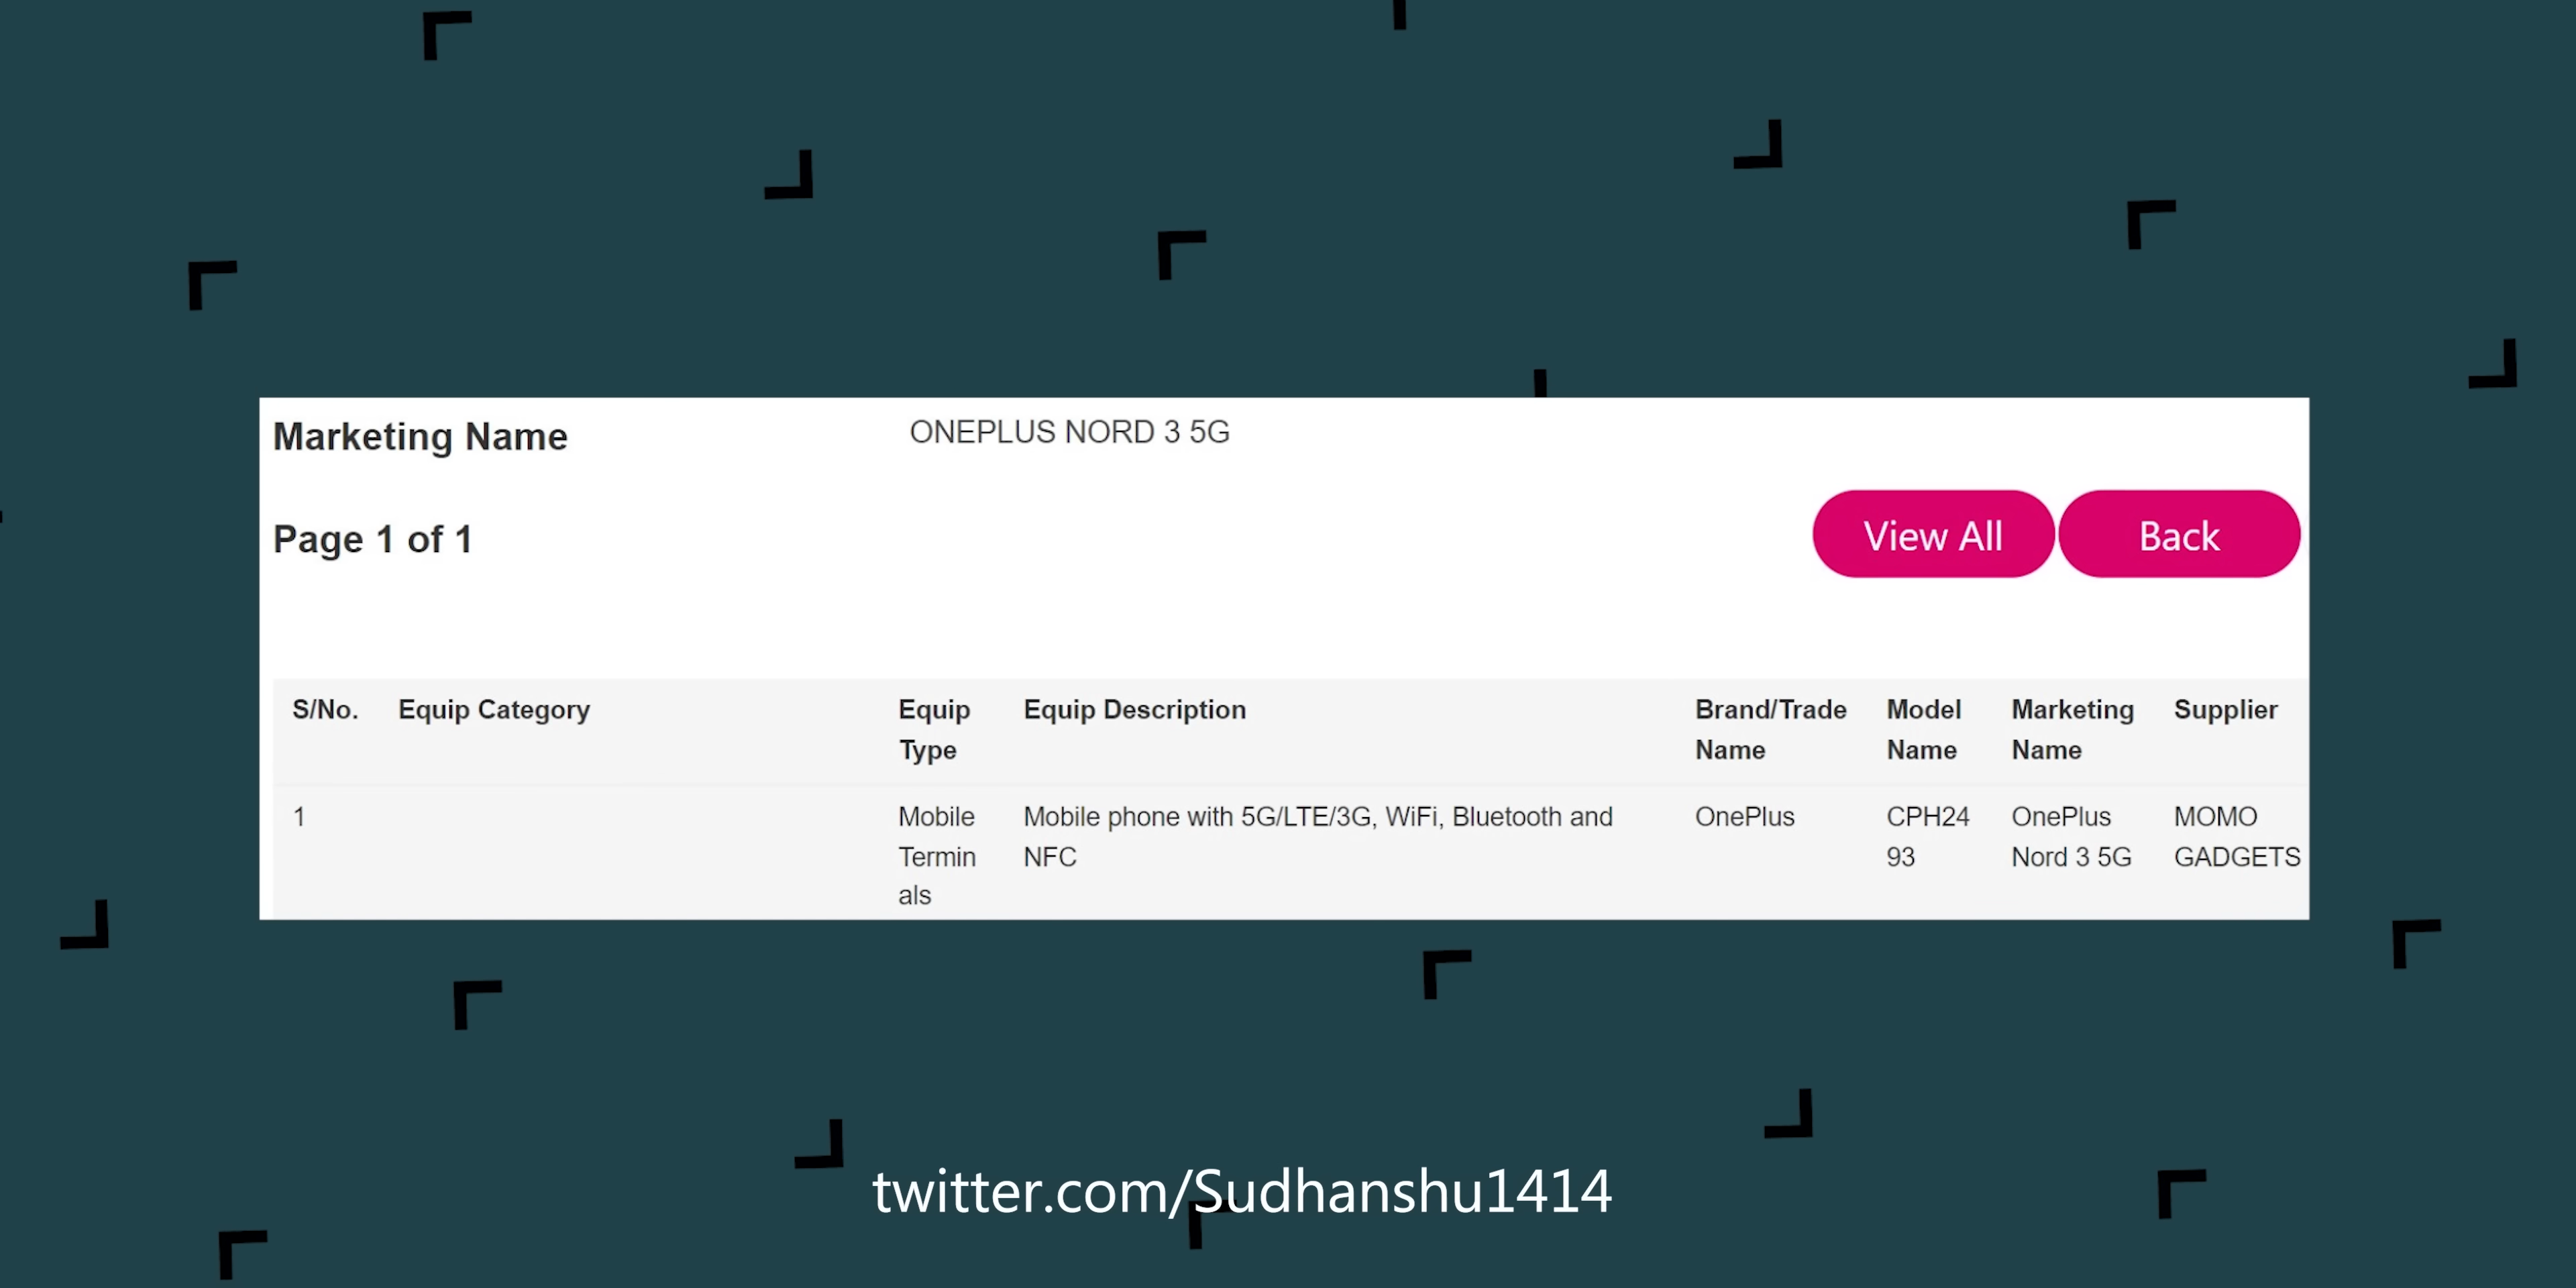 Marketing Name ONEPLUS NORD 3 5G
Page 1 of 1 View All Back
S/No. Equip Category Equip Equip Description Brand/Trade Model Marketing Supplier
Type Name Name Name
1 Mobile Mobile phone with 5G/LTE/3G, WiFi, Bluetooth and OnePlus CPH24 OnePlus MOMO
Termin NFC 93 Nord 3 5G GADGETS
als
twitter.com/Sudhanshu1414